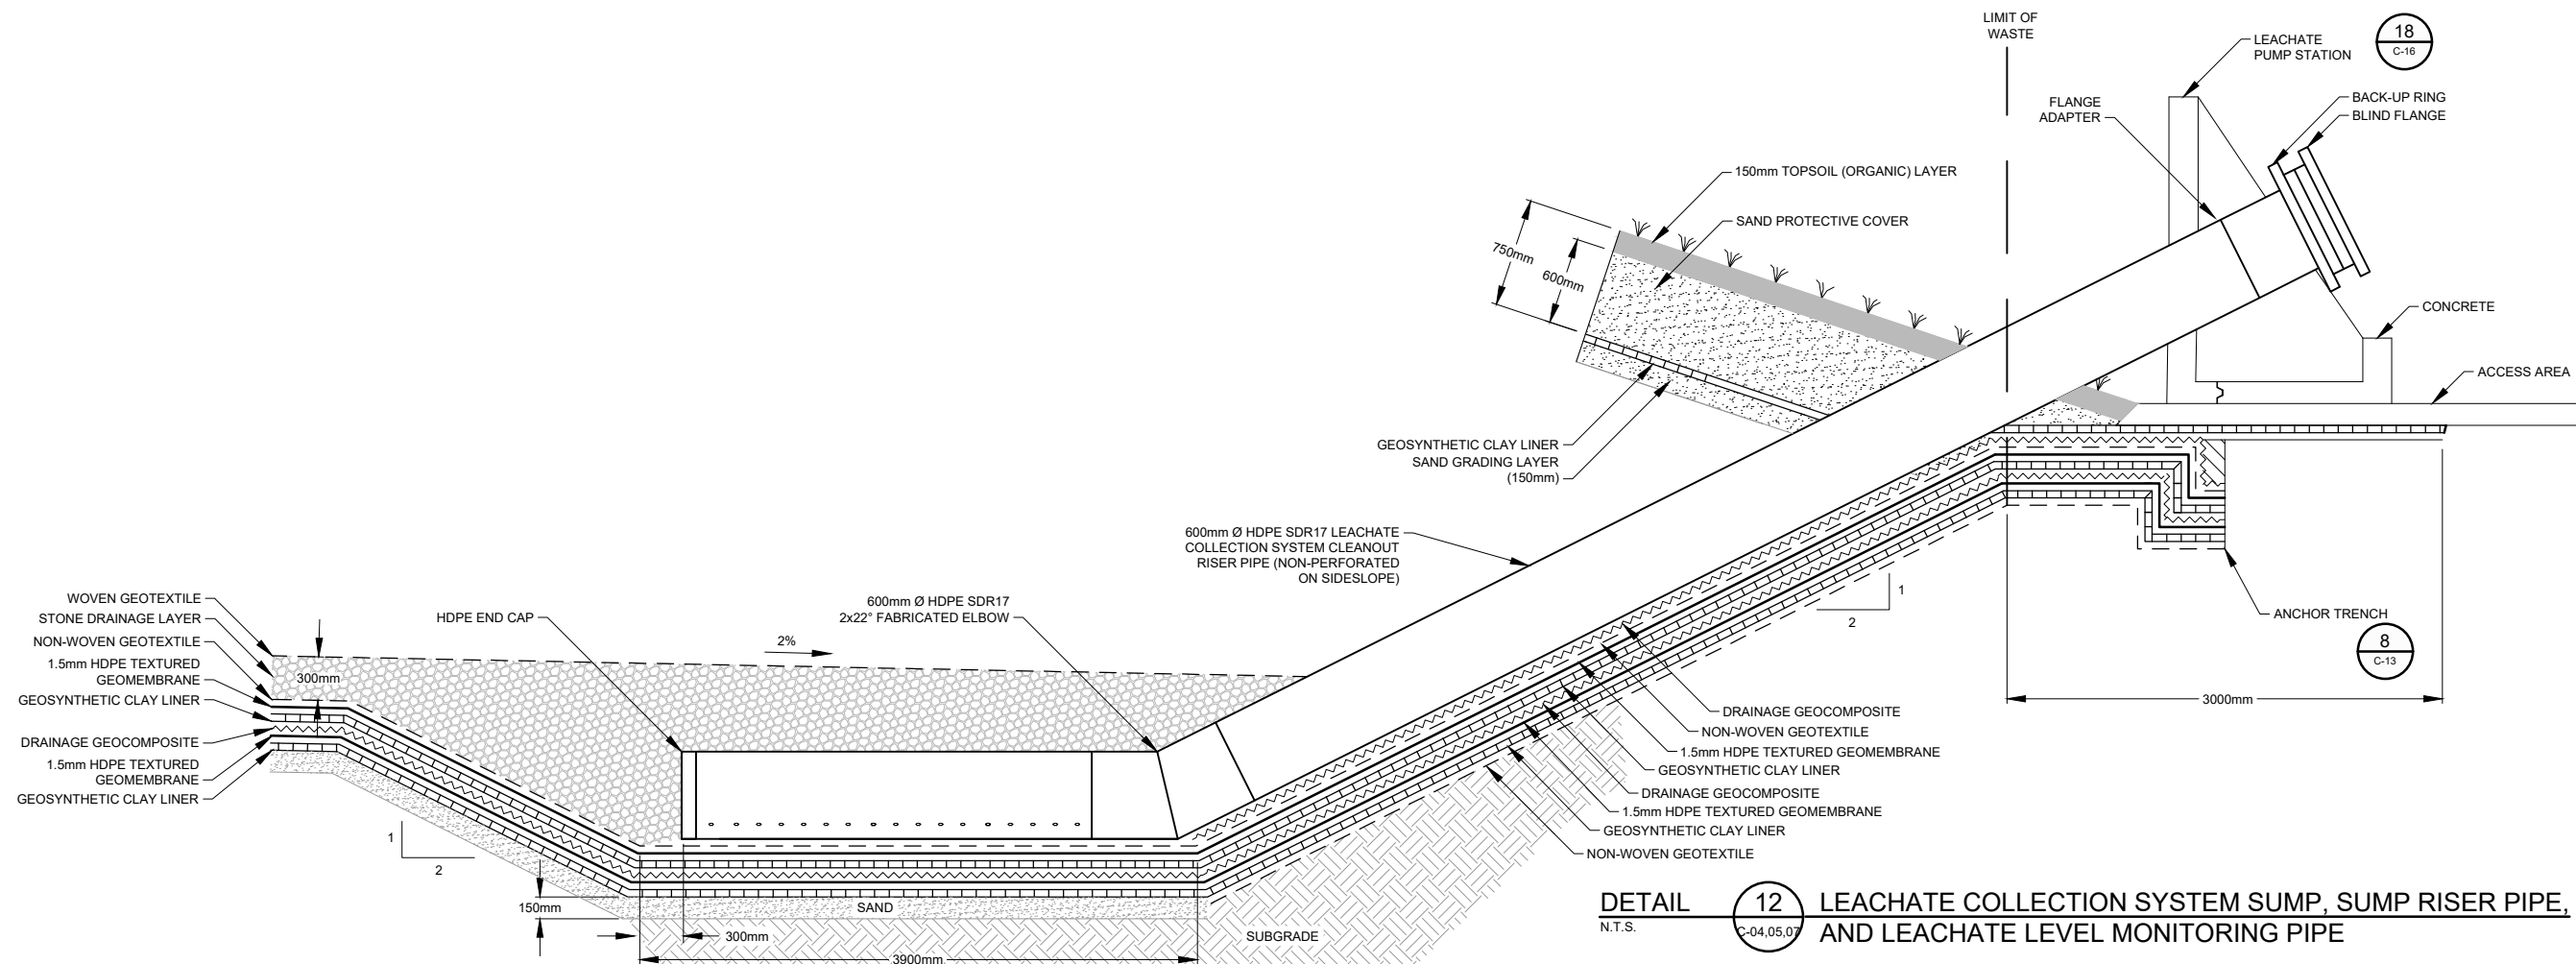 LIMIT OF
WASTE
LEACHATE
PUMP STATION
18
C-16
FLANGE
ADAPTER
BACK-UP RING
BLIND FLANGE
150mm TOPSOIL (ORGANIC) LAYER
SAND PROTECTIVE COVER
750mm
600mm
CONCRETE
ACCESS AREA
GEOSYNTHETIC CLAY LINER
SAND GRADING LAYER
(150mm)
600mm Ø HDPE SDR17 LEACHATE
COLLECTION SYSTEM CLEANOUT
RISER PIPE (NON-PERFORATED
ON SIDESLOPE)
1
2
ANCHOR TRENCH
8
C-13
3000mm
WOVEN GEOTEXTILE
STONE DRAINAGE LAYER
NON-WOVEN GEOTEXTILE
1.5mm HDPE TEXTURED
GEOMEMBRANE
GEOSYNTHETIC CLAY LINER
DRAINAGE GEOCOMPOSITE
1.5mm HDPE TEXTURED
GEOMEMBRANE
GEOSYNTHETIC CLAY LINER
300mm
HDPE END CAP
2%
600mm Ø HDPE SDR17
2x22° FABRICATED ELBOW
DRAINAGE GEOCOMPOSITE
NON-WOVEN GEOTEXTILE
1.5mm HDPE TEXTURED GEOMEMBRANE
GEOSYNTHETIC CLAY LINER
DRAINAGE GEOCOMPOSITE
1.5mm HDPE TEXTURED GEOMEMBRANE
GEOSYNTHETIC CLAY LINER
NON-WOVEN GEOTEXTILE
1
2
150mm
SAND
300mm
SUBGRADE
3900mm
DETAIL
N.T.S.
12
C-04,05,07
LEACHATE COLLECTION SYSTEM SUMP, SUMP RISER PIPE,
AND LEACHATE LEVEL MONITORING PIPE